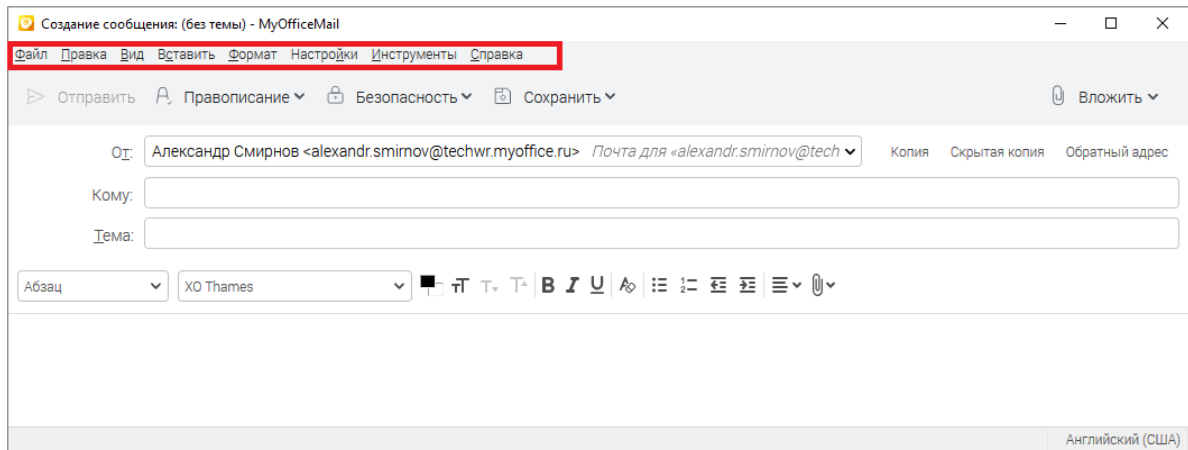 Создание сообщения: (без темы) - MyOfficeMail
Файл Правка Вид Вставить Формат Настройки Инструменты Справка
Отправить Правописание Безопасность Сохранить Вложить
От: Александр Смирнов <alexandr.smirnov@techwr.myoffice.ru> Почта для «alexandr.smirnov@tech Копия Скрытая копия Обратный адрес
Кому:
Тема:
Абзац XO Thames B I U
Английский (США)